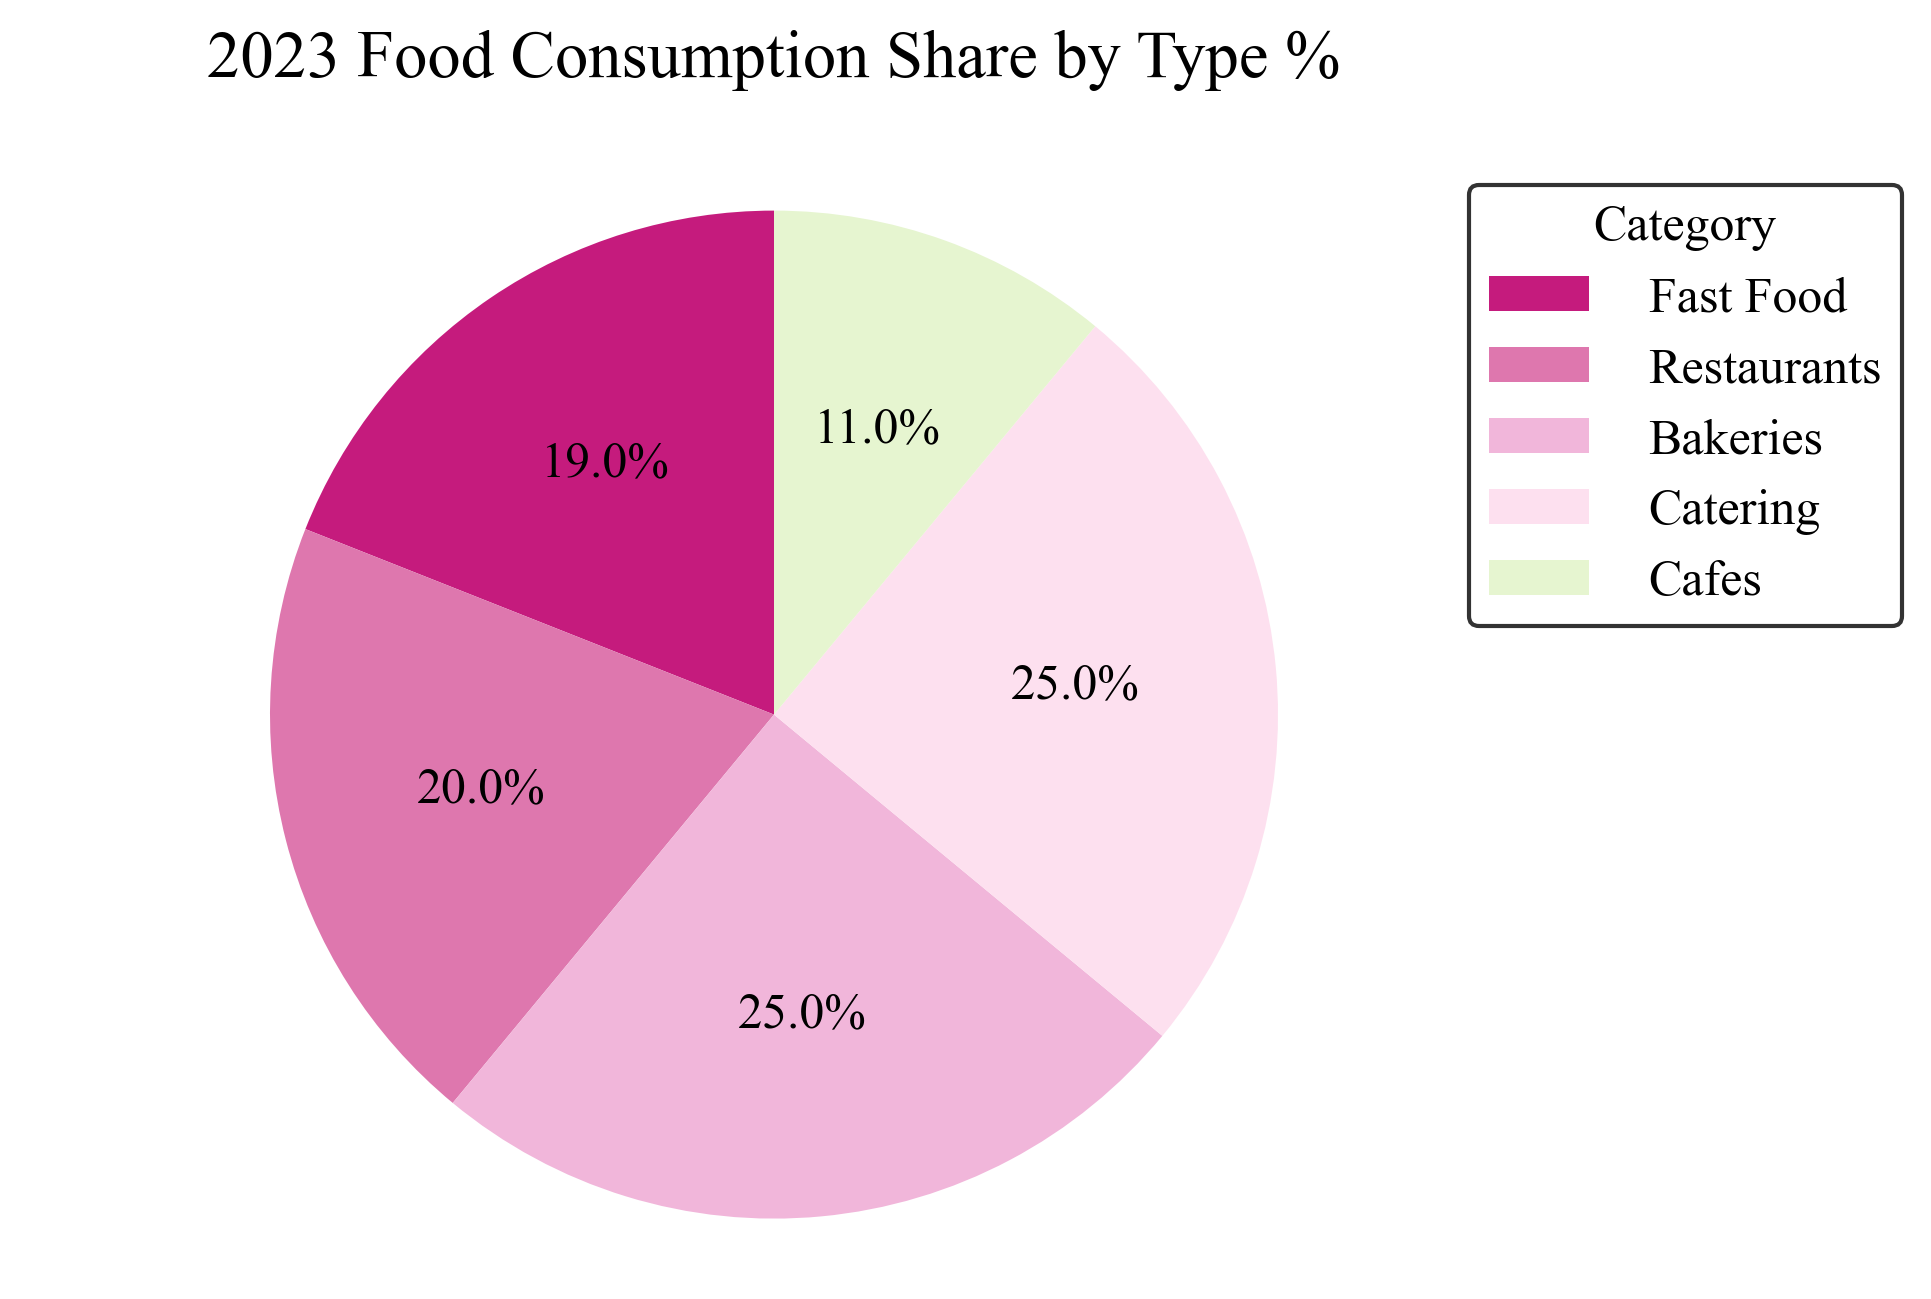 2023 Food Consumption Share by Type %
Category
Fast Food
Restaurants
Bakeries
Catering
Cafes
11.0%
19.0%
25.0%
20.0%
25.0%